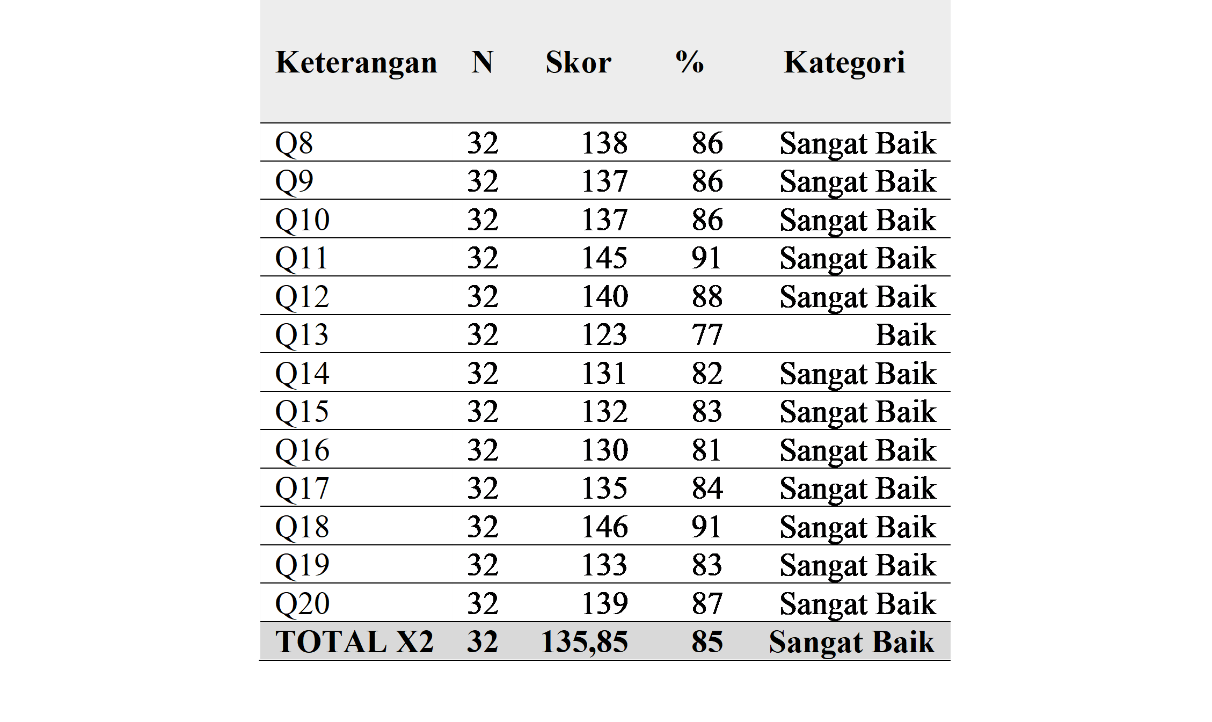 Keterangan N Skor % Kategori
Q8 32 138 86 Sangat Baik
Q9 32 137 86 Sangat Baik
Q10 32 137 86 Sangat Baik
Q11 32 145 91 Sangat Baik
Q12 32 140 88 Sangat Baik
Q13 32 123 77 Baik
Q14 32 131 82 Sangat Baik
Q15 32 132 83 Sangat Baik
Q16 32 130 81 Sangat Baik
Q17 32 135 84 Sangat Baik
Q18 32 146 91 Sangat Baik
Q19 32 133 83 Sangat Baik
Q20 32 139 87 Sangat Baik
TOTAL X2 32 135,85 85 Sangat Baik